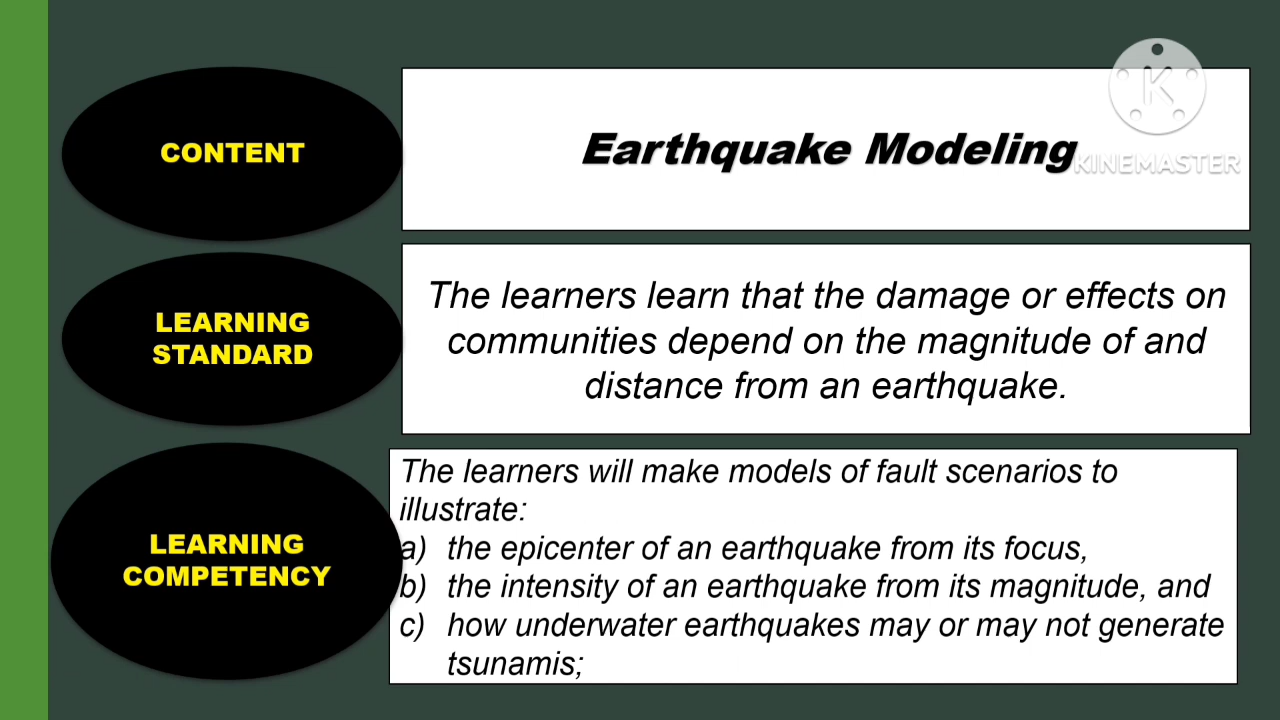 CONTENT
Earthquake Modeling
K
KINEMASTER
LEARNING
STANDARD
The learners learn that the damage or effects on
communities depend on the magnitude of and
distance from an earthquake.
LEARNING
COMPETENCY
The learners will make models of fault scenarios to
illustrate:
a) the epicenter of an earthquake from its focus,
b) the intensity of an earthquake from its magnitude, and
c) how underwater earthquakes may or may not generate
tsunamis;